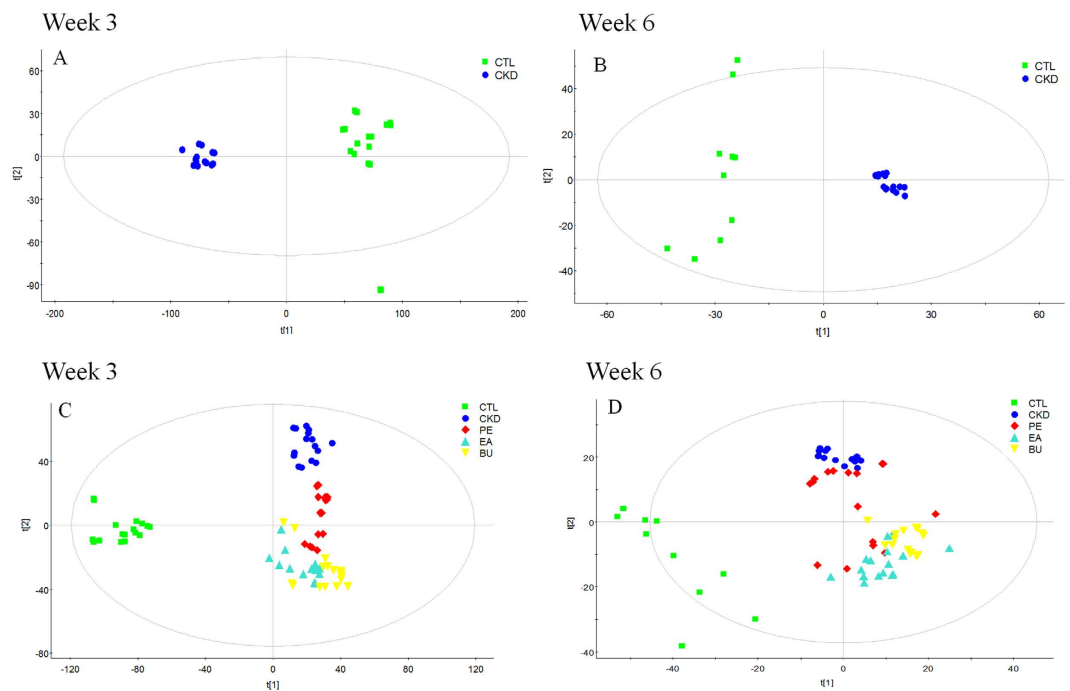 Week 3
Week 6
A
CTL
CKD
60
30
0
-30
-60
-90
t[2]
-200
-100
0
100
200
t[1]
B
CTL
CKD
40
20
0
-20
-40
t[2]
-60
-30
0
30
60
t[1]
Week 3
Week 6
C
CTL
CKD
PE
EA
BU
40
0
-40
-80
t[2]
-120
-80
-40
0
40
80
120
t[1]
D
CTL
CKD
PE
EA
BU
20
0
-20
-40
t[2]
-40
-20
0
20
40
t[1]